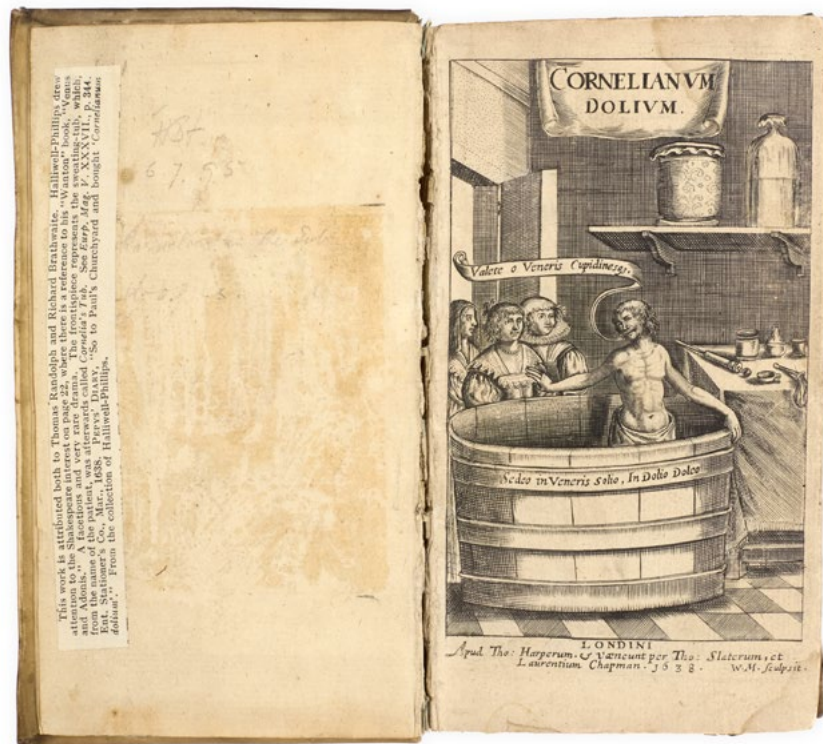 This work is attributed both to Thomas Randolph and Richard Brathwaite. Halliwell-Phillips drew
attention to the Shakespeare interest on page 22, where there is a reference to his "Wanton" book, "Venus
and Adonis." A facetious and very rare drama. The frontispiece represents the sweating-tub, which,
from the name of the patient, was afterwards called Cornelia's Tub. See Eurp. Mag. V. XXXVII., p. 344.
Ent. Stationer's Co., Mar., 1638. PEPYS' DIARY, "So to Paul's Churchyard and bought 'Cornelianum
dolium'." From the collection of Halliwell-Phillips.
CORNELIANVM
DOLIVM.
Valete o Veneris Cupidineses.
Sedeo in Veneris Solio, In Dolio Doleo
LONDINI
Apud Tho: Harperum. & væneunt per Tho: Slaterum, et
Laurentium Chapman. 1638. W.M. sculpsit.